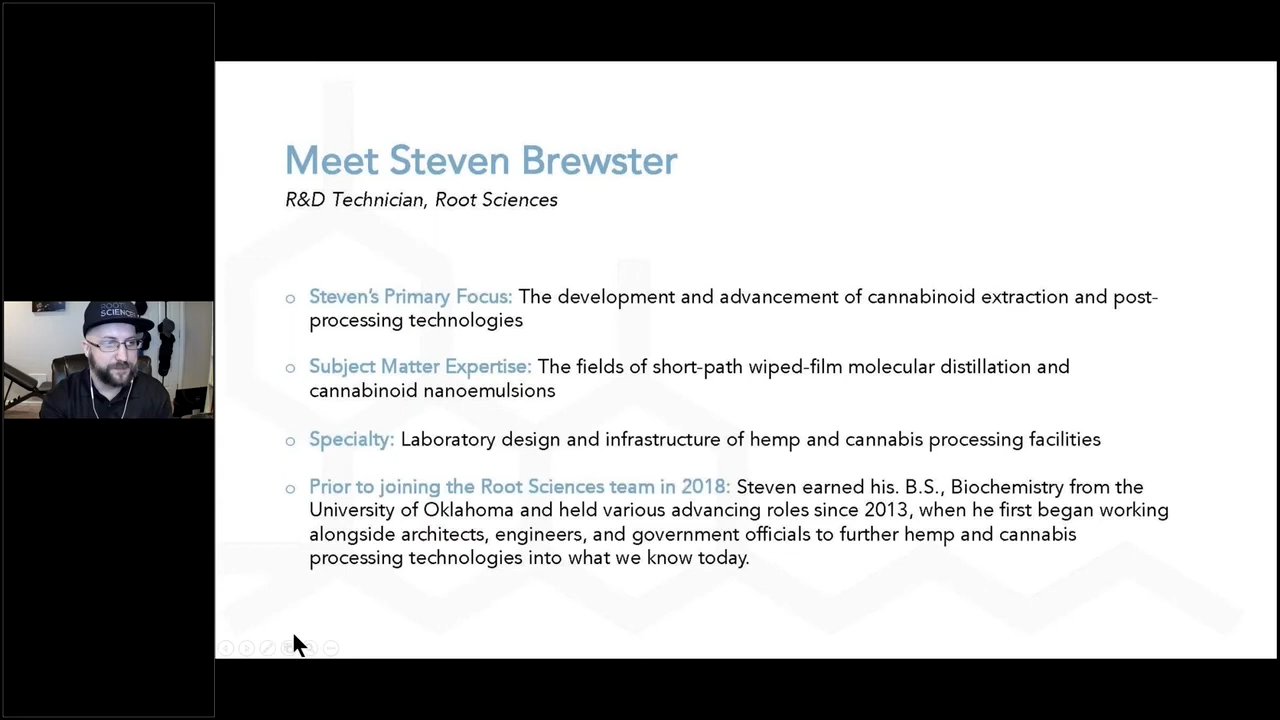 Meet Steven Brewster
R&D Technician, Root Sciences
Steven's Primary Focus: The development and advancement of cannabinoid extraction and post-
processing technologies
Subject Matter Expertise: The fields of short-path wiped-film molecular distillation and
cannabinoid nanoemulsions
Specialty: Laboratory design and infrastructure of hemp and cannabis processing facilities
Prior to joining the Root Sciences team in 2018: Steven earned his. B.S., Biochemistry from the
University of Oklahoma and held various advancing roles since 2013, when he first began working
alongside architects, engineers, and government officials to further hemp and cannabis
processing technologies into what we know today.
ROOT
SCIENCES